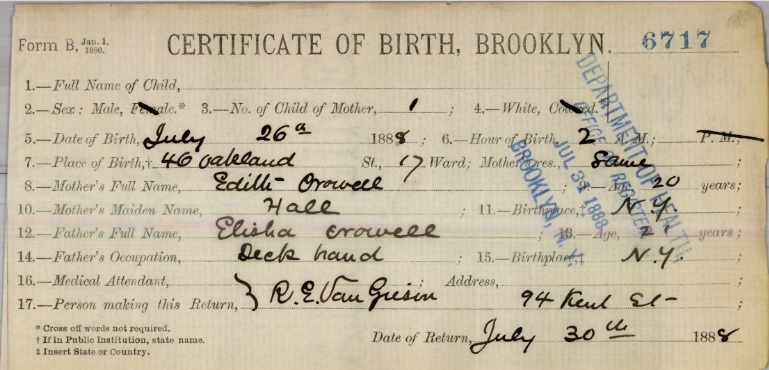 Form B, Jan. 1, 1880. CERTIFICATE OF BIRTH, BROOKLYN. 6717
1.—Full Name of Child,
2.—Sex: Male, Female.* 3.—No. of Child of Mother, 1 ; 4.—White, Colored.
5.—Date of Birth, July 26th 1888 ; 6.—Hour of Birth, 2 A.M.; P.M.;
7.—Place of Birth,† 46 Oakland St., 17 Ward; Mother res., Same ;
8.—Mother's Full Name, Edith Crowell ; Age, 20 years;
10.—Mother's Maiden Name, Hall 11.—Birthplace,‡ N.Y. ;
12.—Father's Full Name, Elisha Crowell ; 13.—Age, years;
14.—Father's Occupation, Deck hand 15.—Birthplace,‡ N.Y. ;
16.—Medical Attendant, ; Address,
17.—Person making this Return, } R. E. Van Gieson 94 Kent St- ;
* Cross off words not required.
† If in Public Institution, state name.
‡ Insert State or Country.
Date of Return, July 30th 1888
DEPARTMENT OF HEALTH
OFFICE OF REGISTRAR
JUL 31 1888
BROOKLYN, N.Y.